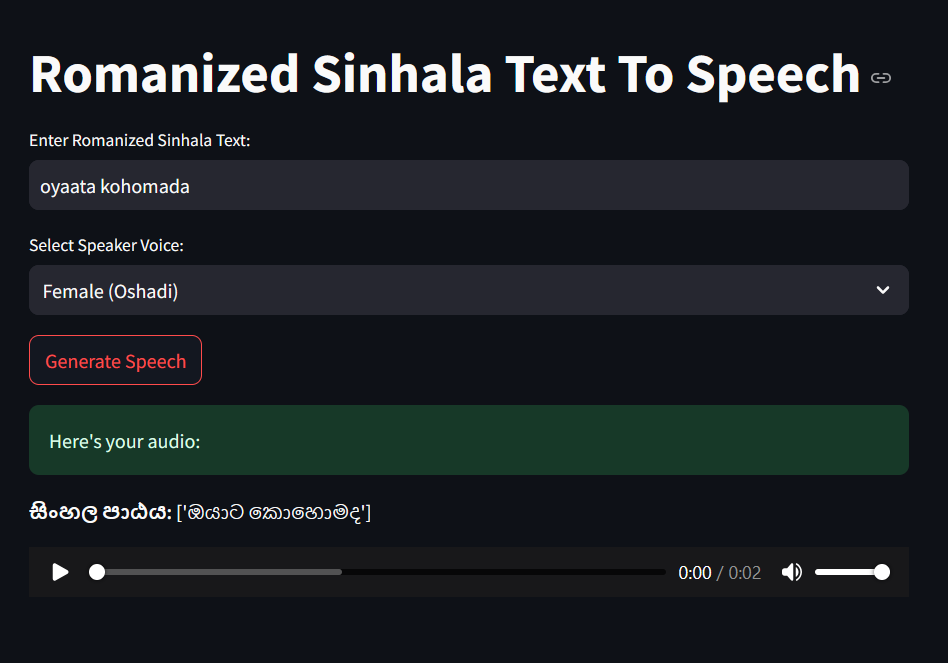 Romanized Sinhala Text To Speech
Enter Romanized Sinhala Text:
oyaata kohomada
Select Speaker Voice:
Female (Oshadi)
Generate Speech
Here's your audio:
සිංහල පාඨය: ['ඔයාට කොහොමද']
0:00 / 0:02